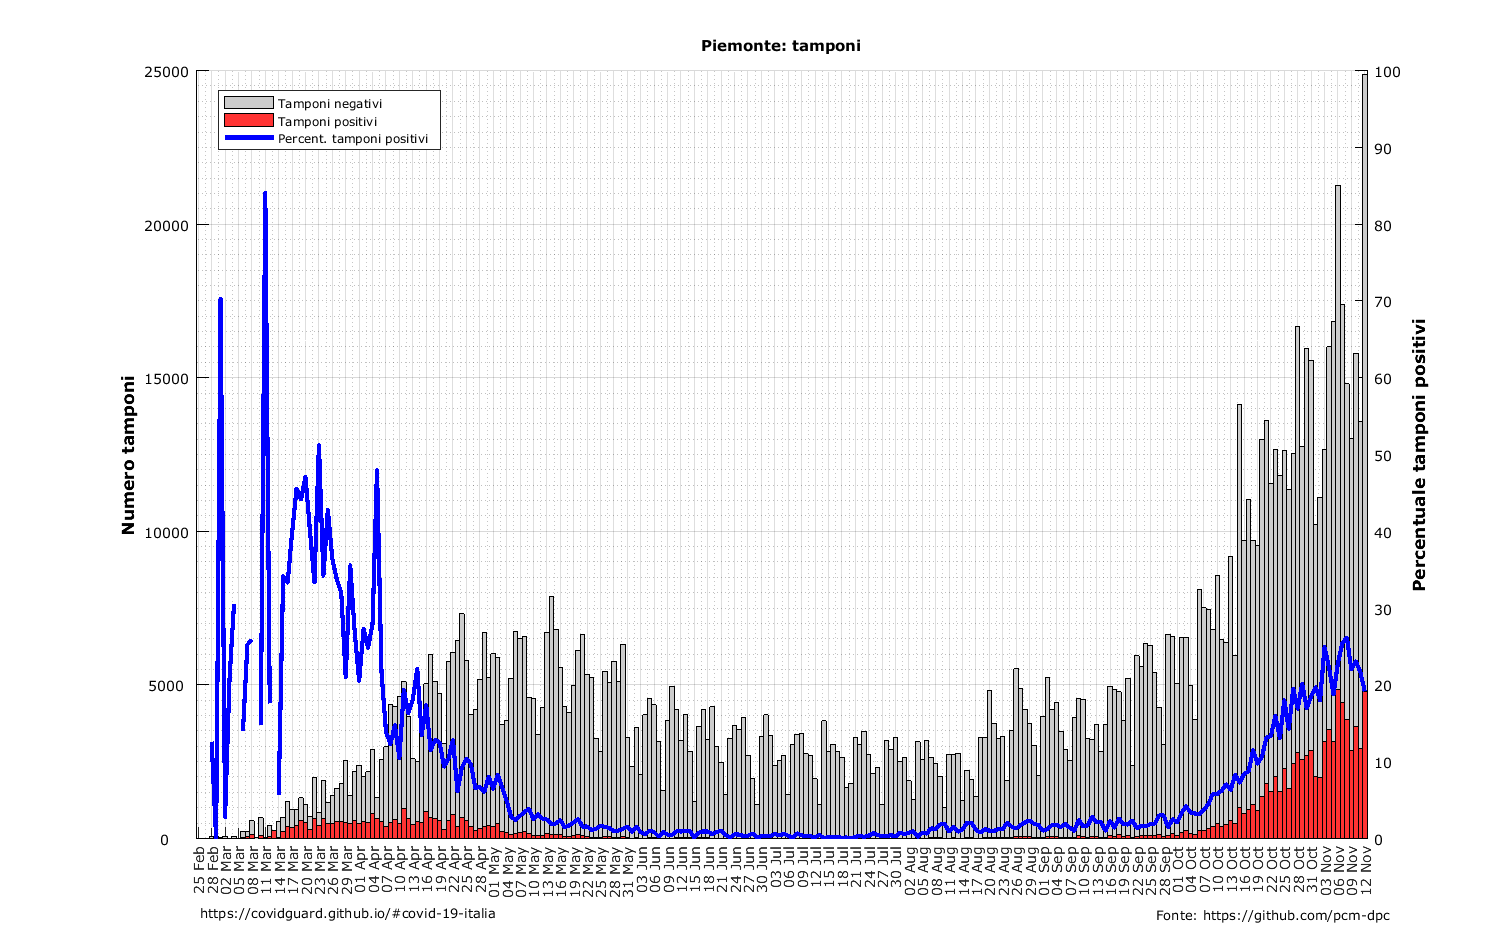 Piemonte: tamponi
25000
20000
15000
10000
5000
0
Numero tamponi
Tamponi negativi
Tamponi positivi
Percent. tamponi positivi
100
90
80
70
60
50
40
30
20
10
0
Percentuale tamponi positivi
25 Feb
28 Feb
02 Mar
05 Mar
08 Mar
11 Mar
14 Mar
17 Mar
20 Mar
23 Mar
26 Mar
29 Mar
01 Apr
04 Apr
07 Apr
10 Apr
13 Apr
16 Apr
19 Apr
22 Apr
25 Apr
28 Apr
01 May
04 May
07 May
10 May
13 May
16 May
19 May
22 May
25 May
28 May
31 May
03 Jun
06 Jun
09 Jun
12 Jun
15 Jun
18 Jun
21 Jun
24 Jun
27 Jun
30 Jun
03 Jul
06 Jul
09 Jul
12 Jul
15 Jul
18 Jul
21 Jul
24 Jul
27 Jul
30 Jul
02 Aug
05 Aug
08 Aug
11 Aug
14 Aug
17 Aug
20 Aug
23 Aug
26 Aug
29 Aug
01 Sep
04 Sep
07 Sep
10 Sep
13 Sep
16 Sep
19 Sep
22 Sep
25 Sep
28 Sep
01 Oct
04 Oct
07 Oct
10 Oct
13 Oct
16 Oct
19 Oct
22 Oct
25 Oct
28 Oct
31 Oct
03 Nov
06 Nov
09 Nov
12 Nov
https://covidguard.github.io/#covid-19-italia
Fonte: https://github.com/pcm-dpc